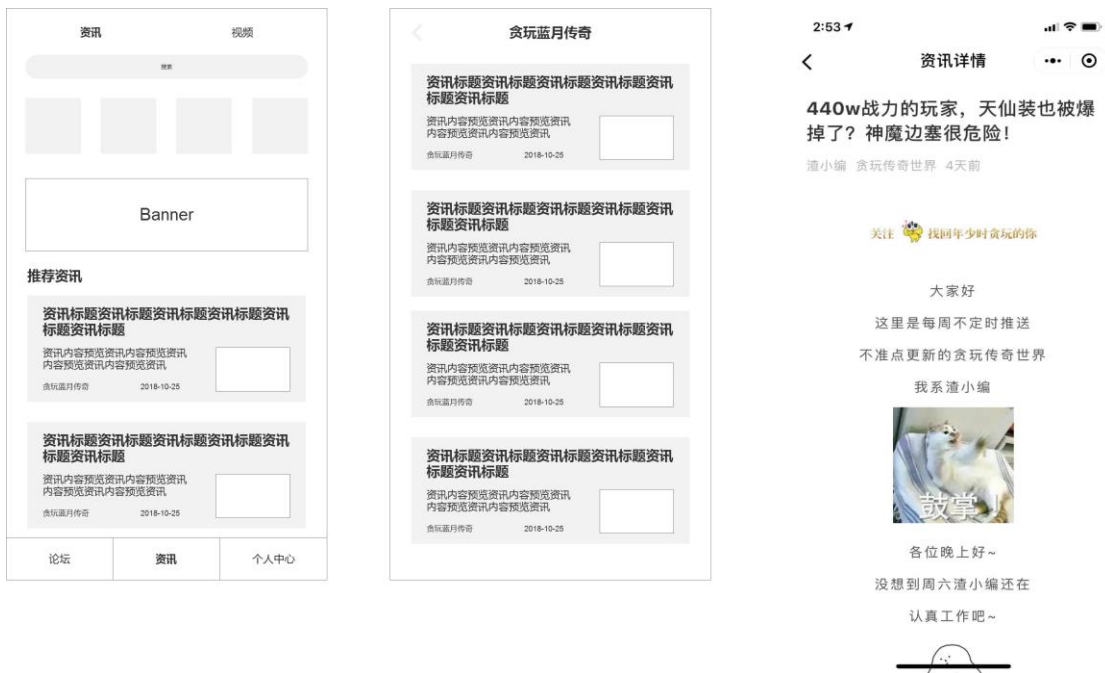 资讯
视频
搜索
Banner
推荐资讯
资讯标题资讯标题资讯标题资讯标题资讯
标题资讯标题
资讯内容预览资讯内容预览资讯
内容预览资讯内容预览资讯
贪玩蓝月传奇
2018-10-25
资讯标题资讯标题资讯标题资讯标题资讯
标题资讯标题
资讯内容预览资讯内容预览资讯
内容预览资讯内容预览资讯
贪玩蓝月传奇
2018-10-25
论坛
资讯
个人中心
贪玩蓝月传奇
资讯标题资讯标题资讯标题资讯标题资讯
标题资讯标题
资讯内容预览资讯内容预览资讯
内容预览资讯内容预览资讯
贪玩蓝月传奇
2018-10-25
资讯标题资讯标题资讯标题资讯标题资讯
标题资讯标题
资讯内容预览资讯内容预览资讯
内容预览资讯内容预览资讯
贪玩蓝月传奇
2018-10-25
资讯标题资讯标题资讯标题资讯标题资讯
标题资讯标题
资讯内容预览资讯内容预览资讯
内容预览资讯内容预览资讯
贪玩蓝月传奇
2018-10-25
资讯标题资讯标题资讯标题资讯标题资讯
标题资讯标题
资讯内容预览资讯内容预览资讯
内容预览资讯内容预览资讯
贪玩蓝月传奇
2018-10-25
2:53
资讯详情
440w战力的玩家，天仙装也被爆
掉了？神魔边塞很危险！
渣小编 贪玩传奇世界 4天前
关注 找回年少时贪玩的你
大家好
这里是每周不定时推送
不准点更新的贪玩传奇世界
我系渣小编
鼓掌！
各位晚上好~
没想到周六渣小编还在
认真工作吧~